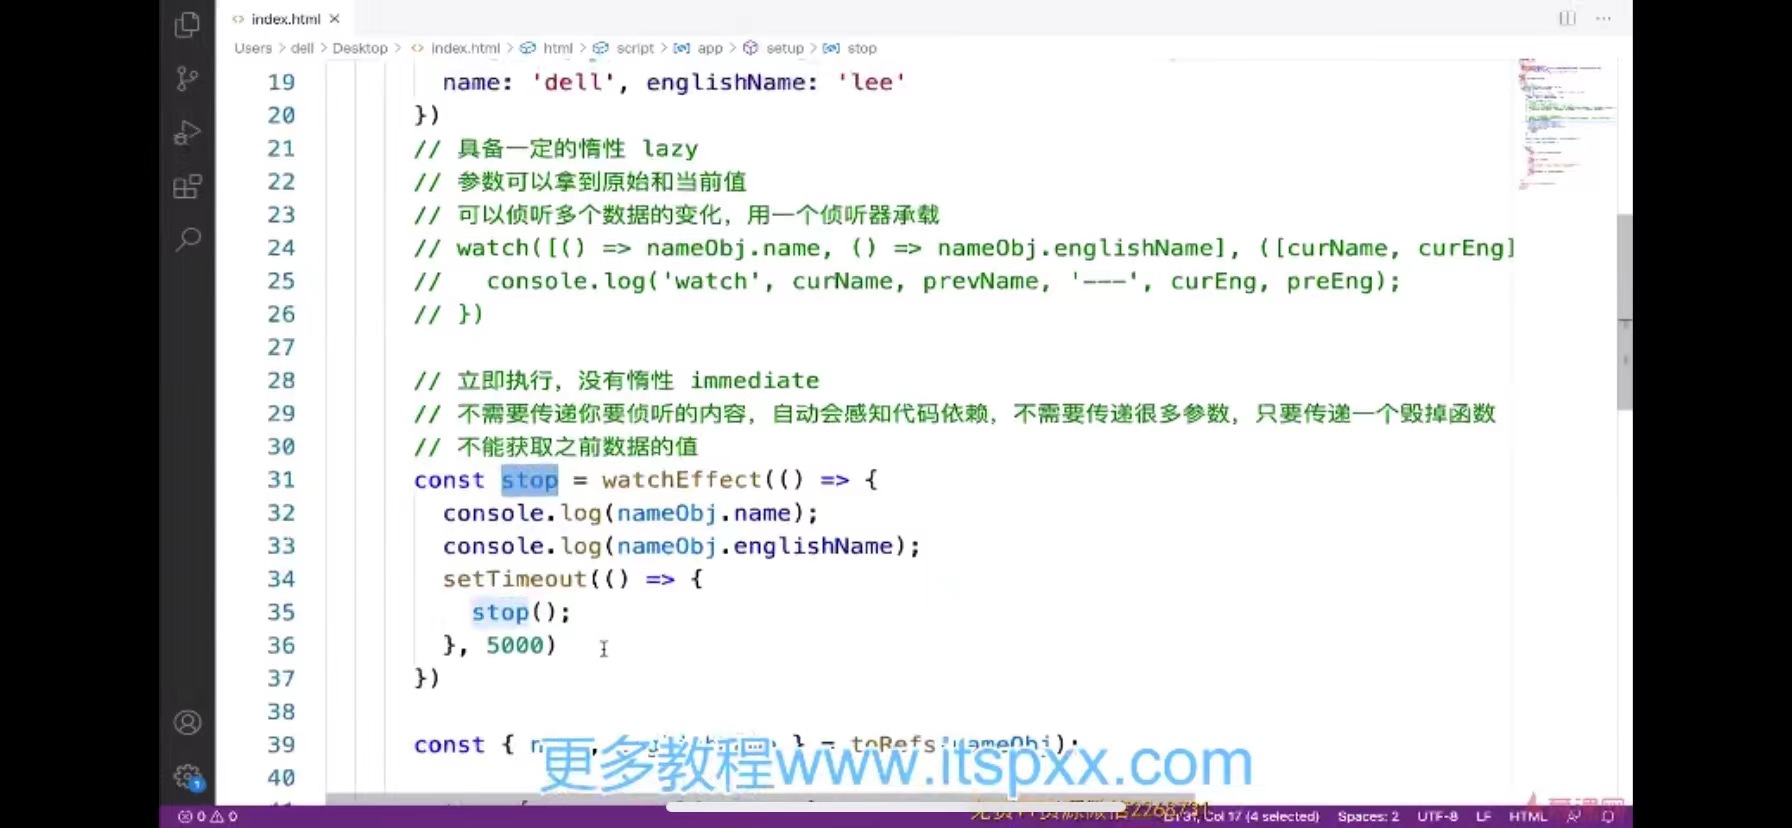 index.html
Users > dell > Desktop > index.html > html > script > app > setup > stop
19 name: 'dell', englishName: 'lee'
20 })
21 // 具备一定的惰性 lazy
22 // 参数可以拿到原始和当前值
23 // 可以侦听多个数据的变化，用一个侦听器承载
24 // watch([() => nameObj.name, () => nameObj.englishName], ([curName, curEng]
25 // console.log('watch', curName, prevName, '---', curEng, preEng);
26 // })
27
28 // 立即执行，没有惰性 immediate
29 // 不需要传递你要侦听的内容，自动会感知代码依赖，不需要传递很多参数，只要传递一个毁掉函数
30 // 不能获取之前数据的值
31 const stop = watchEffect(() => {
32 console.log(nameObj.name);
33 console.log(nameObj.englishName);
34 setTimeout(() => {
35 stop();
36 }, 5000)
37 })
38
39 const { } = toRefs nameObj);
更多教程www.itspxx.com
40
0 0 Col 17 (4 selected) Spaces: 2 UTF-8 LF HTML